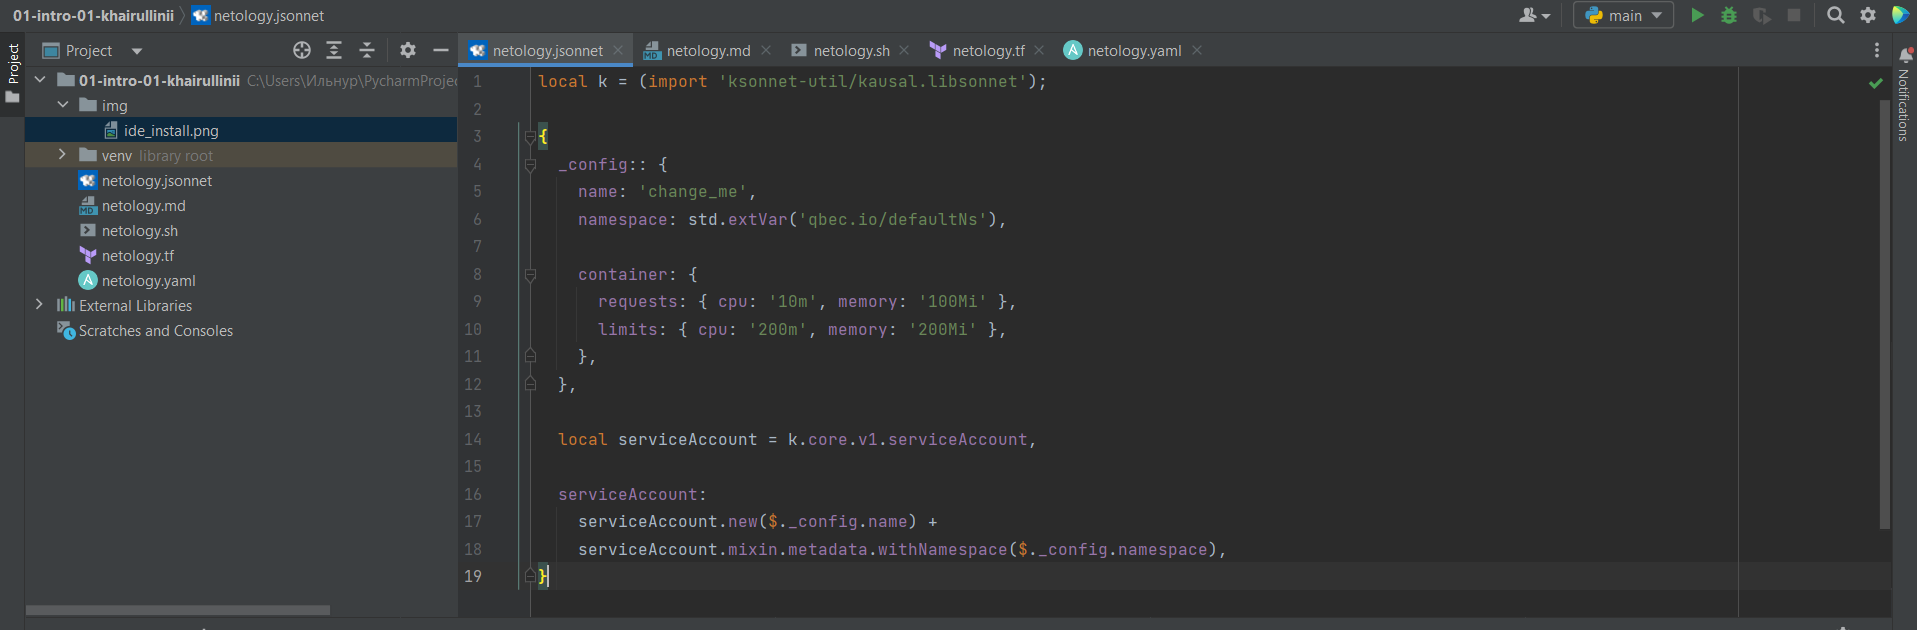 01-intro-01-khairullinii
netology.jsonnet
main
Project
Project
netology.jsonnet
netology.md
netology.sh
netology.tf
netology.yaml
Notifications
01-intro-01-khairullinii C:\Users\Ильнур\PycharmProjec
img
ide_install.png
venv library root
netology.jsonnet
netology.md
netology.sh
netology.tf
netology.yaml
External Libraries
Scratches and Consoles
1 local k = (import 'ksonnet-util/kausal.libsonnet');
2
3 {
4 _config:: {
5 name: 'change_me',
6 namespace: std.extVar('qbec.io/defaultNs'),
7
8 container: {
9 requests: { cpu: '10m', memory: '100Mi' },
10 limits: { cpu: '200m', memory: '200Mi' },
11 },
12 },
13
14 local serviceAccount = k.core.v1.serviceAccount,
15
16 serviceAccount:
17 serviceAccount.new($._config.name) +
18 serviceAccount.mixin.metadata.withNamespace($._config.namespace),
19 }